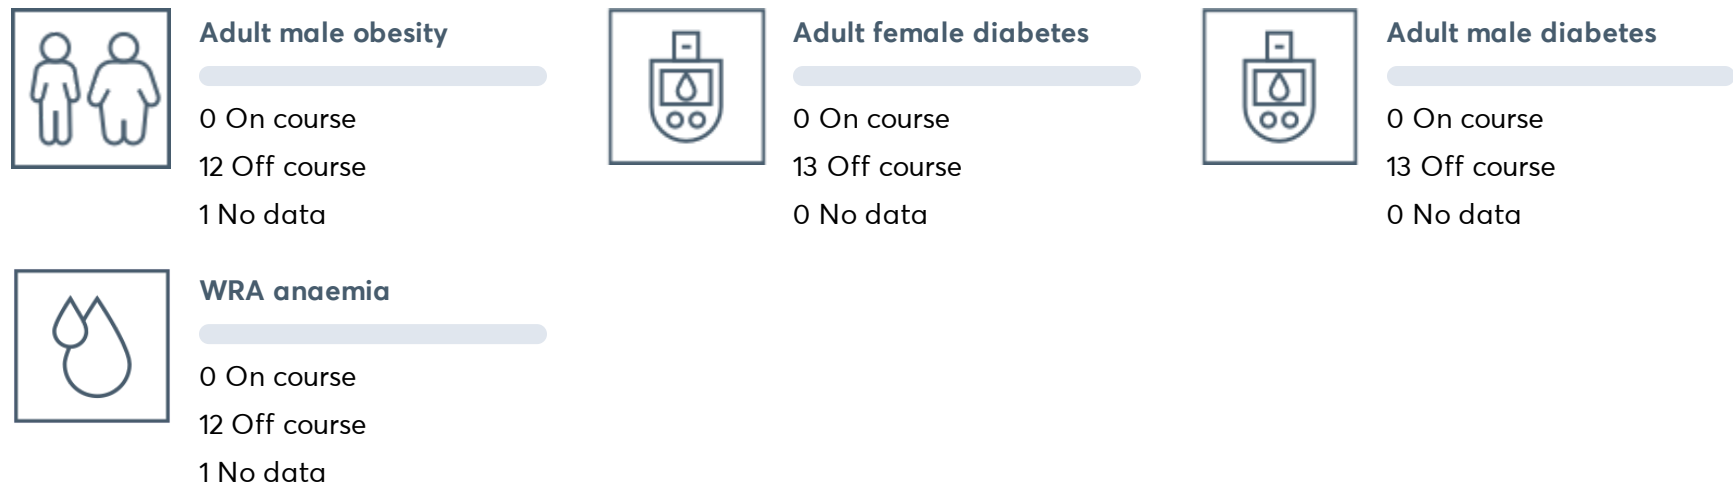 Adult male obesity
0 On course
12 Off course
1 No data
Adult female diabetes
0 On course
13 Off course
0 No data
Adult male diabetes
0 On course
13 Off course
0 No data
WRA anaemia
0 On course
12 Off course
1 No data